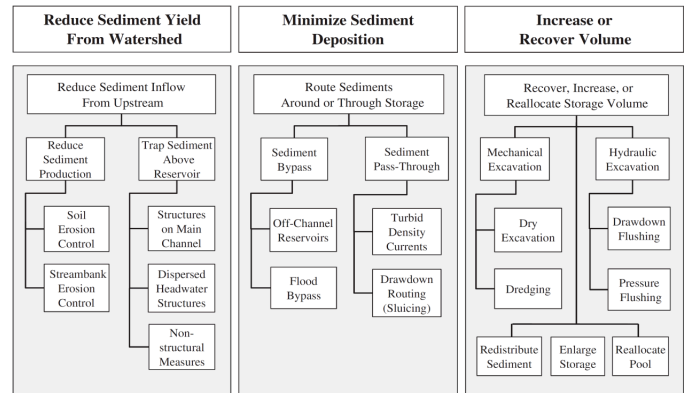 Reduce Sediment Yield
From Watershed
Minimize Sediment
Deposition
Increase or
Recover Volume
Reduce Sediment Inflow
From Upstream
Reduce
Sediment
Production
Trap Sediment
Above
Reservoir
Soil
Erosion
Control
Streambank
Erosion
Control
Structures
on Main
Channel
Dispersed
Headwater
Structures
Non-
structural
Measures
Route Sediments
Around or Through Storage
Sediment
Bypass
Sediment
Pass-Through
Off-Channel
Reservoirs
Flood
Bypass
Turbid
Density
Currents
Drawdown
Routing
(Sluicing)
Recover, Increase, or
Reallocate Storage Volume
Mechanical
Excavation
Hydraulic
Excavation
Dry
Excavation
Dredging
Drawdown
Flushing
Pressure
Flushing
Redistribute
Sediment
Enlarge
Storage
Reallocate
Pool